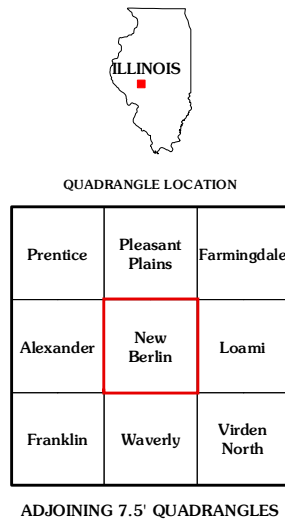 ILLINOIS
QUADRANGLE LOCATION
Prentice
Pleasant
Plains
Farmingdale
Alexander
New
Berlin
Loami
Franklin
Waverly
Virden
North
ADJOINING 7.5' QUADRANGLES